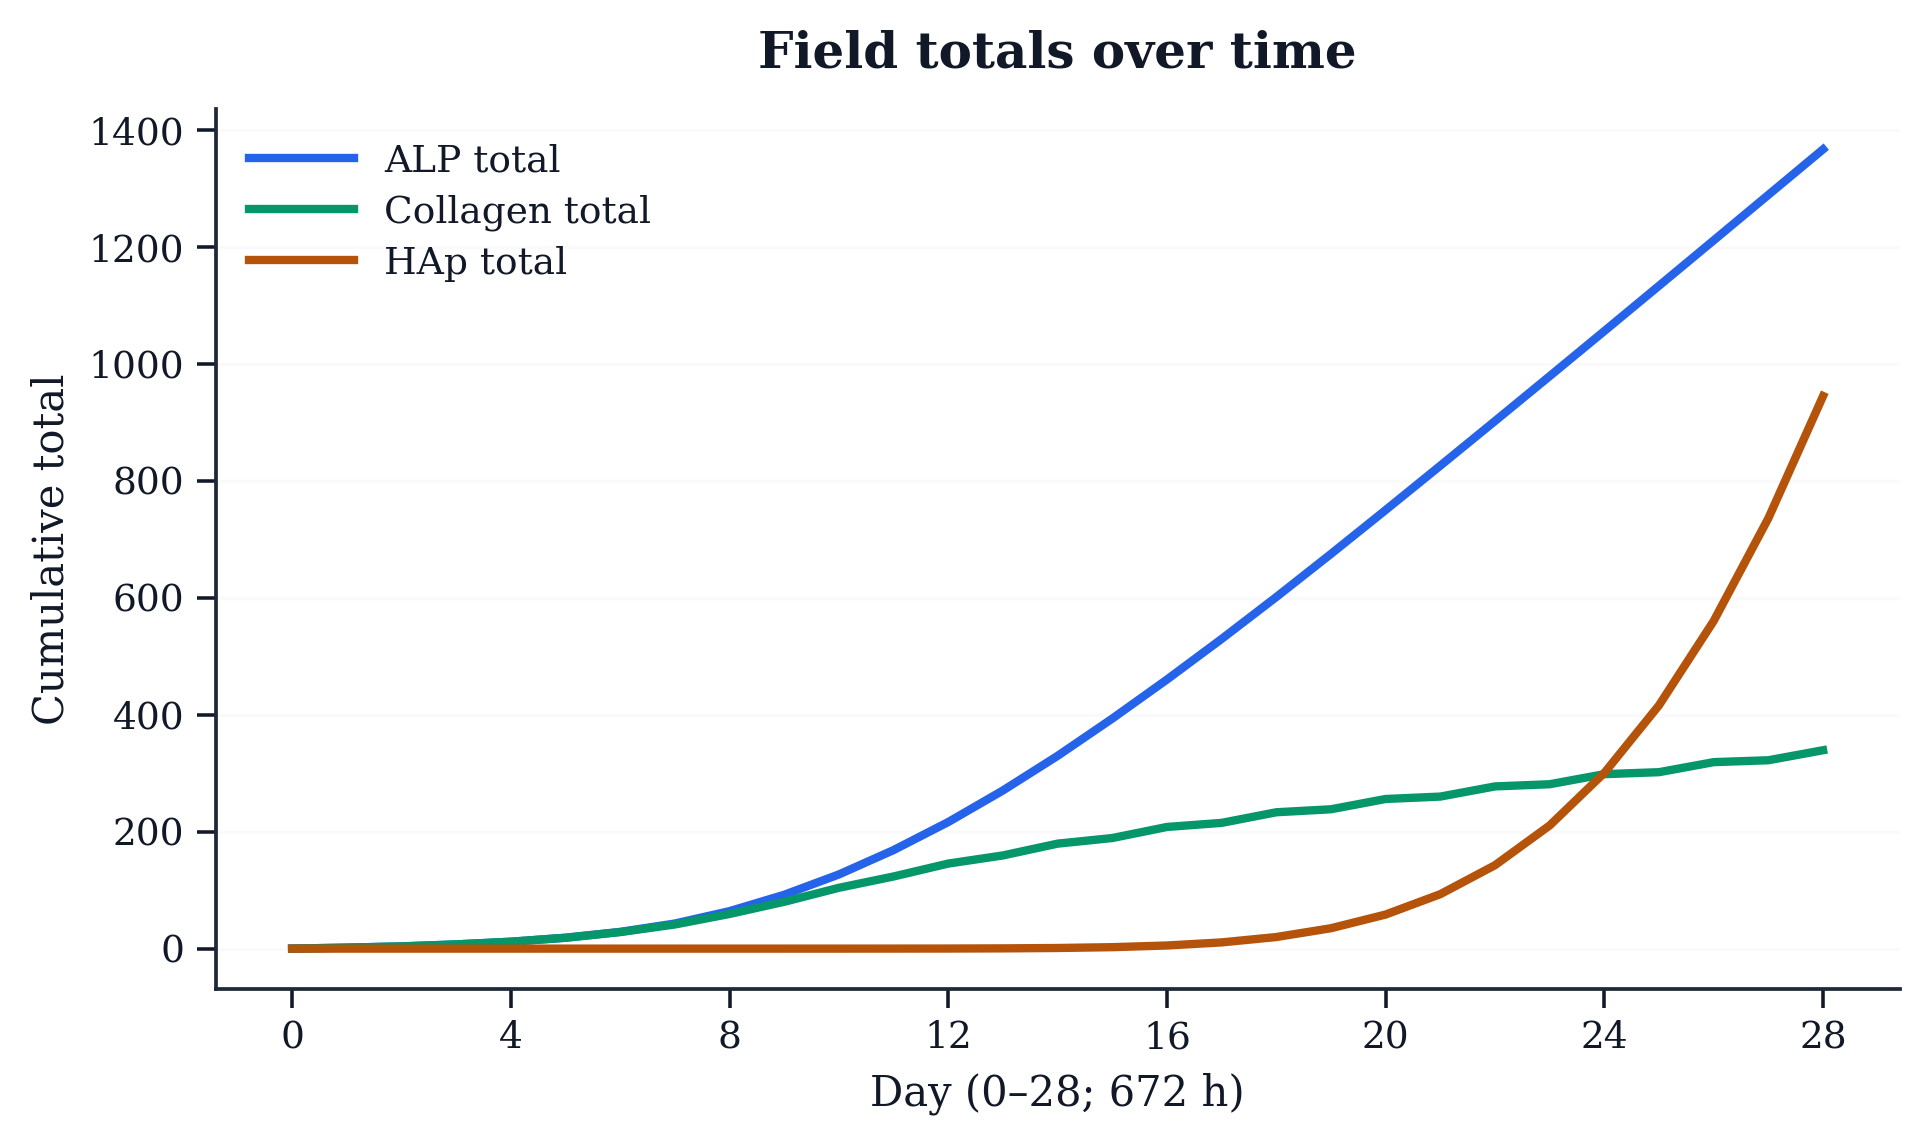 Field totals over time
1400
1200
1000
800
600
400
200
0
Cumulative total
ALP total
Collagen total
HAp total
0 4 8 12 16 20 24 28
Day (0–28; 672 h)